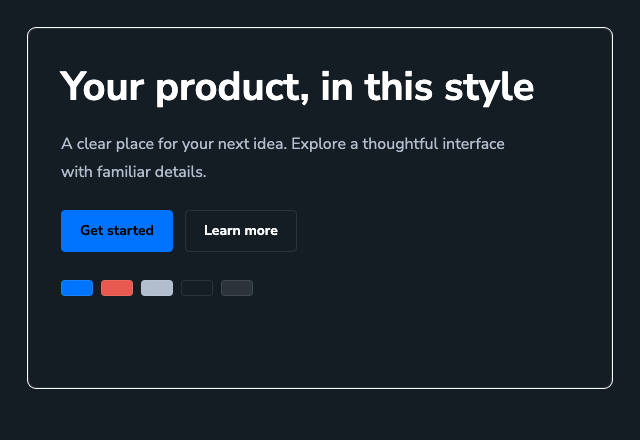 Your product, in this style
A clear place for your next idea. Explore a thoughtful interface
with familiar details.
Get started
Learn more